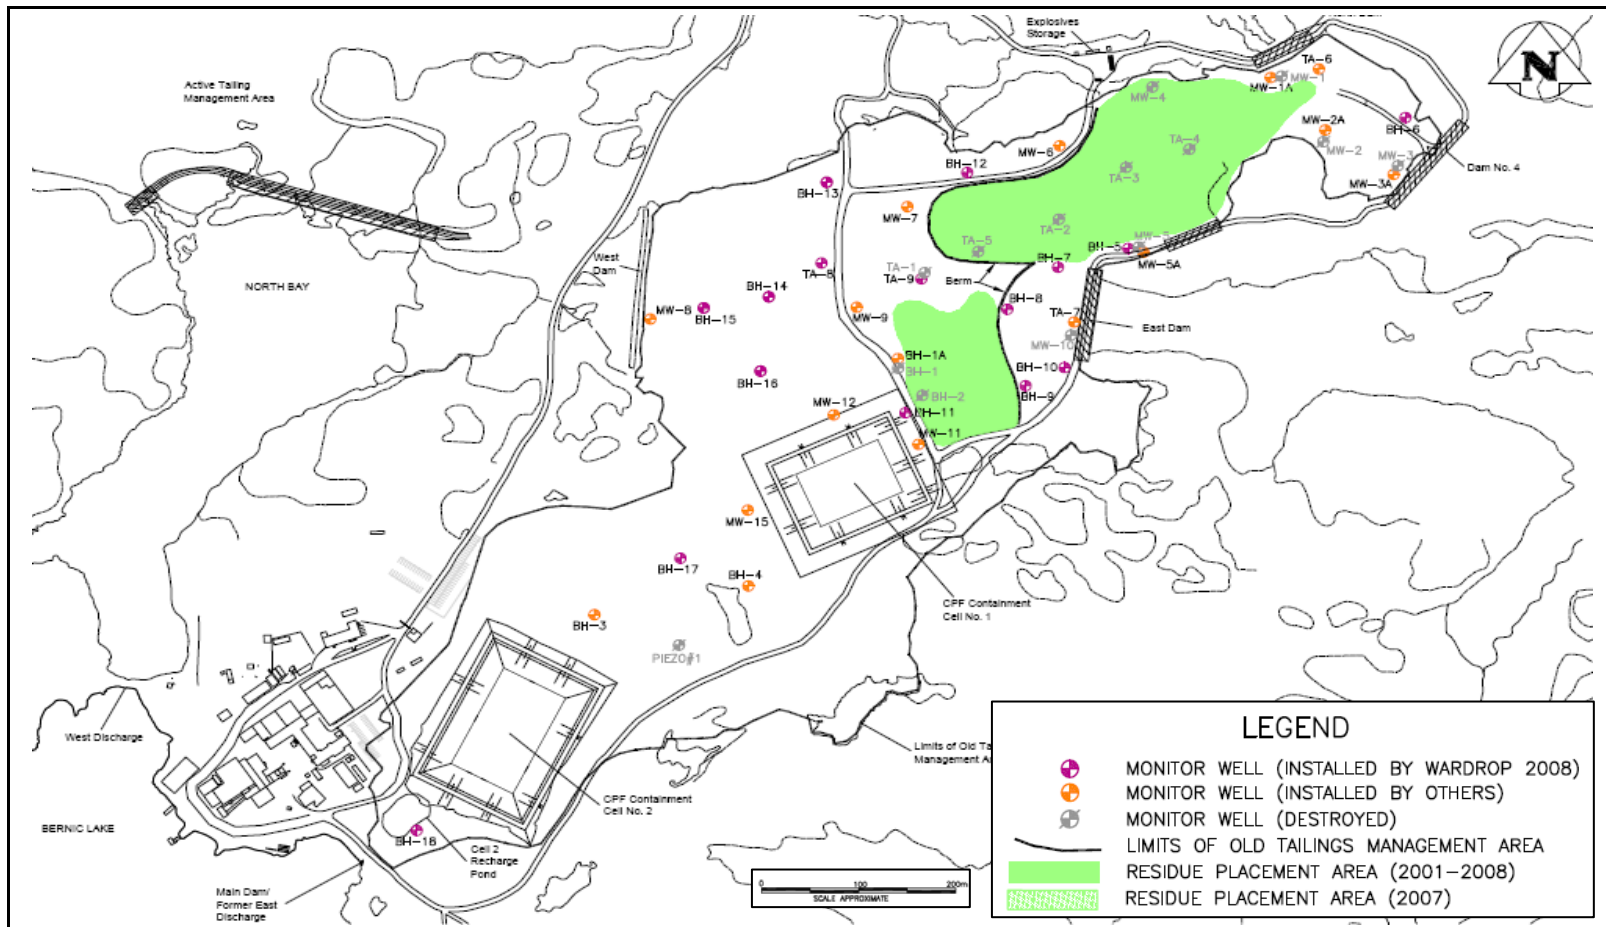 Explosives
Storage
N
TA-6
MW-1A
MW-1
MW-4
Active Tailing
Management Area
MW-2A
BH-6
MW-2
MW-6
TA-4
MW-3
Dam No. 4
BH-12
TA-3
MW-3A
BH-13
MW-7
TA-2
MW-5
TA-5
BH-5
MW-5A
West
Dam
TA-8
TA-1
TA-9
Berm
BH-7
NORTH BAY
BH-14
BH-8
MW-8
BH-15
MW-9
TA-7
East Dam
MW-10
BH-1A
BH-1
BH-10
BH-16
BH-2
BH-9
MW-12
BH-11
MW-11
MW-15
BH-17
BH-4
CPF Containment
Cell No. 1
BH-3
PIEZO#1
West Discharge
Limits of Old Ta
Management A
CPF Containment
Cell No. 2
BERNIC LAKE
BH-18
Cell 2
Recharge
Pond
Main Dam/
Former East
Discharge
0 100 200m
SCALE APPROXIMATE
LEGEND
MONITOR WELL (INSTALLED BY WARDROP 2008)
MONITOR WELL (INSTALLED BY OTHERS)
MONITOR WELL (DESTROYED)
LIMITS OF OLD TAILINGS MANAGEMENT AREA
RESIDUE PLACEMENT AREA (2001-2008)
RESIDUE PLACEMENT AREA (2007)